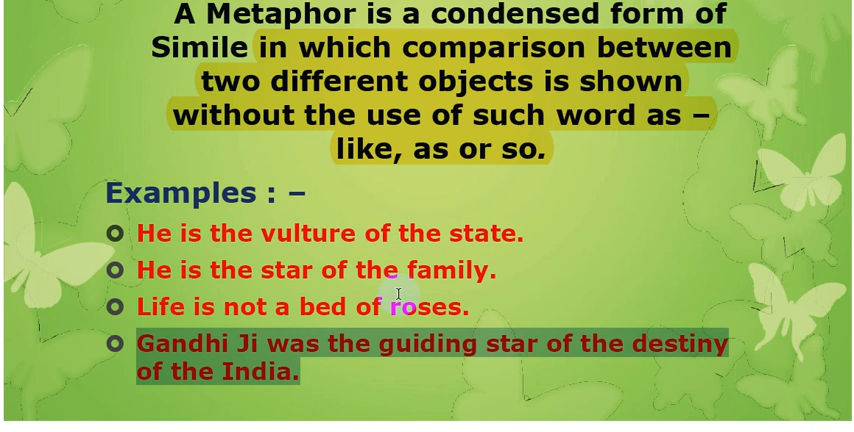 A Metaphor is a condensed form of
Simile in which comparison between
two different objects is shown
without the use of such word as –
like, as or so.
Examples : –
He is the vulture of the state.
He is the star of the family.
Life is not a bed of roses.
Gandhi Ji was the guiding star of the destiny
of the India.